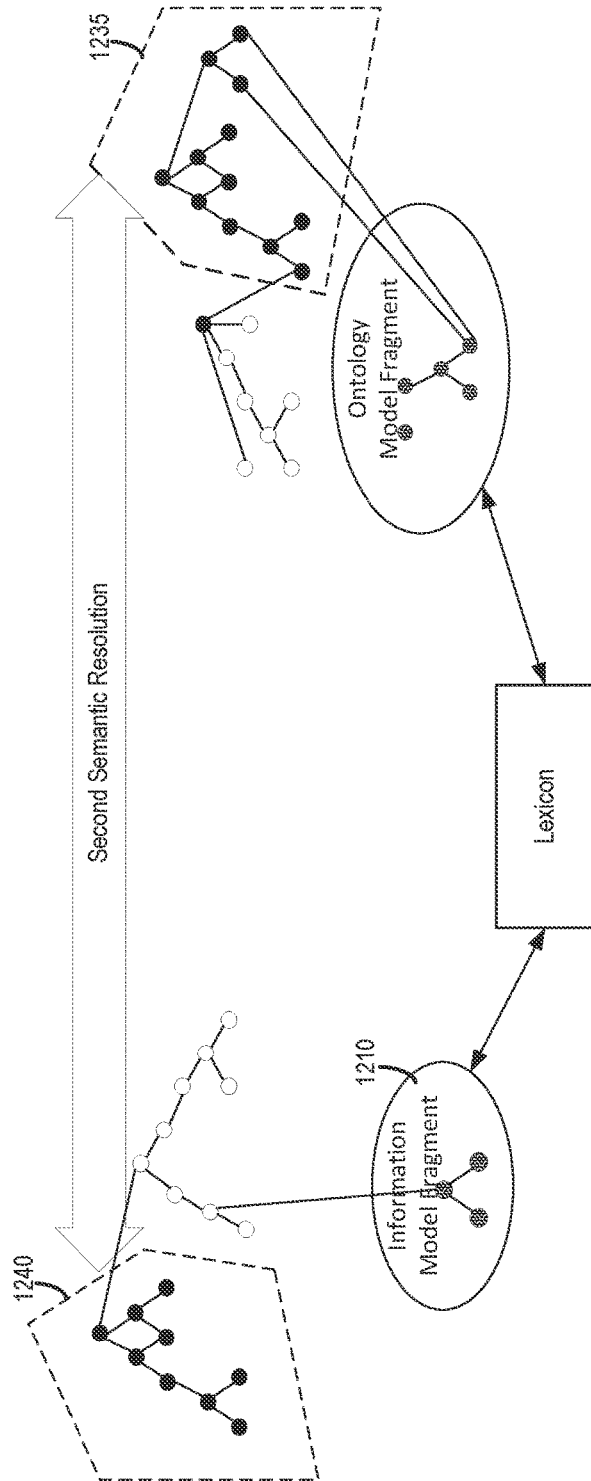 1240
Second Semantic Resolution
1235
Information
Model Fragment
1210
Ontology
Model Fragment
Lexicon